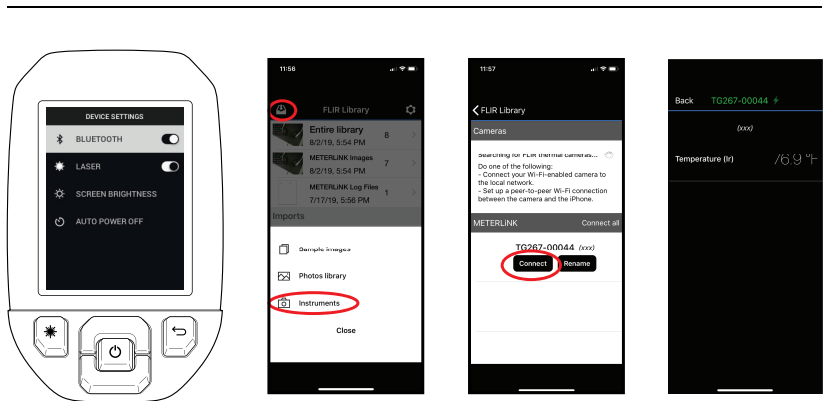 DEVICE SETTINGS
BLUETOOTH
LASER
SCREEN BRIGHTNESS
AUTO POWER OFF
11:56
FLIR Library
Entire library
8/2/19, 5:54 PM
8
METERLiNK Images
8/2/19, 5:54 PM
7
METERLiNK Log Files
7/17/19, 5:56 PM
1
Imports
Sample images
Photos library
Instruments
Close
11:57
FLIR Library
Cameras
Searching for FLIR thermal cameras...
Do one of the following:
- Connect your Wi-Fi-enabled camera to
the local network.
- Set up a peer-to-peer Wi-Fi connection
between the camera and the iPhone.
METERLiNK
Connect all
TG267-00044 (xxx)
Connect
Rename
Back
TG267-00044
(xxx)
Temperature (Ir)
76.9 °F